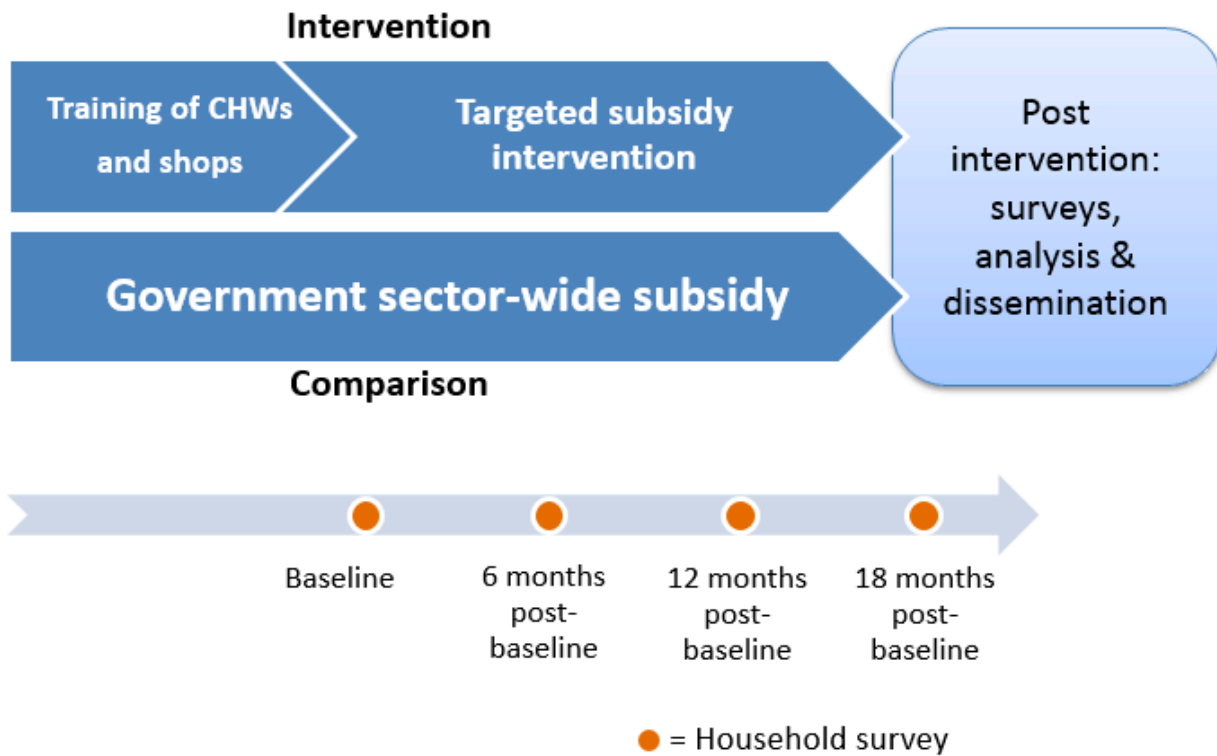 Intervention
Training of CHWs
and shops
Targeted subsidy
intervention
Post
intervention:
surveys,
analysis &
dissemination
Government sector-wide subsidy
Comparison
Baseline
6 months
post-
baseline
12 months
post-
baseline
18 months
post-
baseline
= Household survey